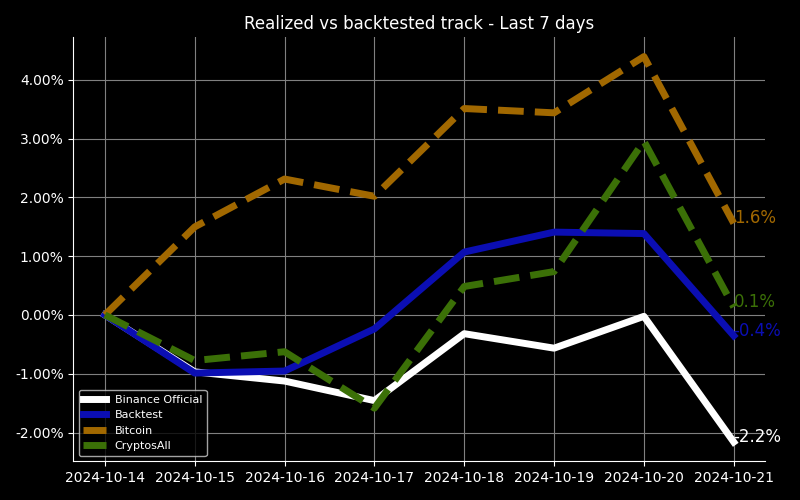 Realized vs backtested track - Last 7 days
4.00%
3.00%
2.00%
1.00%
0.00%
-1.00%
-2.00%
1.6%
0.1%
-0.4%
-2.2%
Binance Official
Backtest
Bitcoin
CryptosAll
2024-10-14 2024-10-15 2024-10-16 2024-10-17 2024-10-18 2024-10-19 2024-10-20 2024-10-21